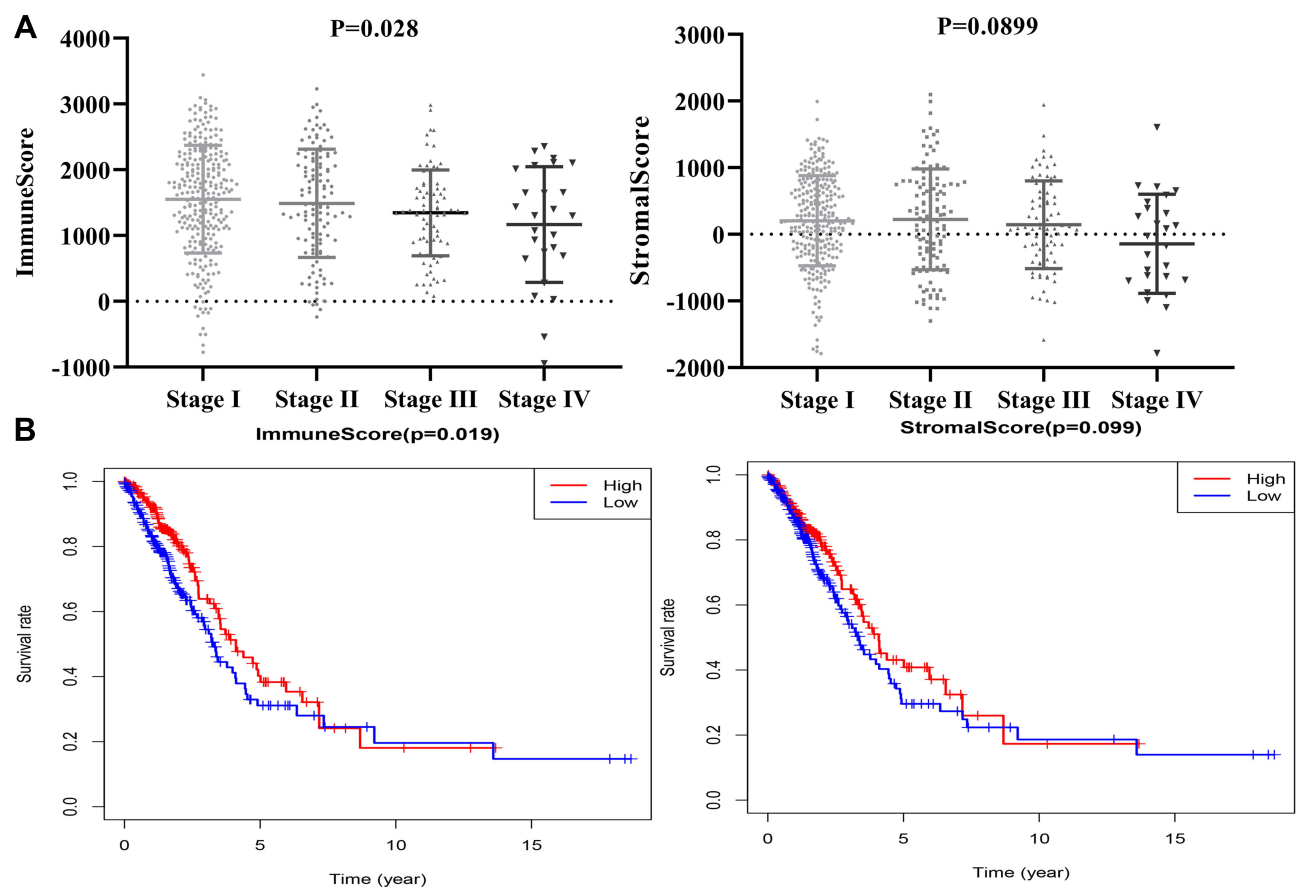 A
P=0.028
ImmuneScore
4000
3000
2000
1000
0
-1000
Stage I Stage II Stage III Stage IV
P=0.0899
StromalScore
3000
2000
1000
0
-1000
-2000
Stage I Stage II Stage III Stage IV
B
ImmuneScore(p=0.019)
High
Low
Survival rate
1.0
0.8
0.6
0.4
0.2
0.0
0 5 10 15
Time (year)
StromalScore(p=0.099)
High
Low
Survival rate
1.0
0.8
0.6
0.4
0.2
0.0
0 5 10 15
Time (year)